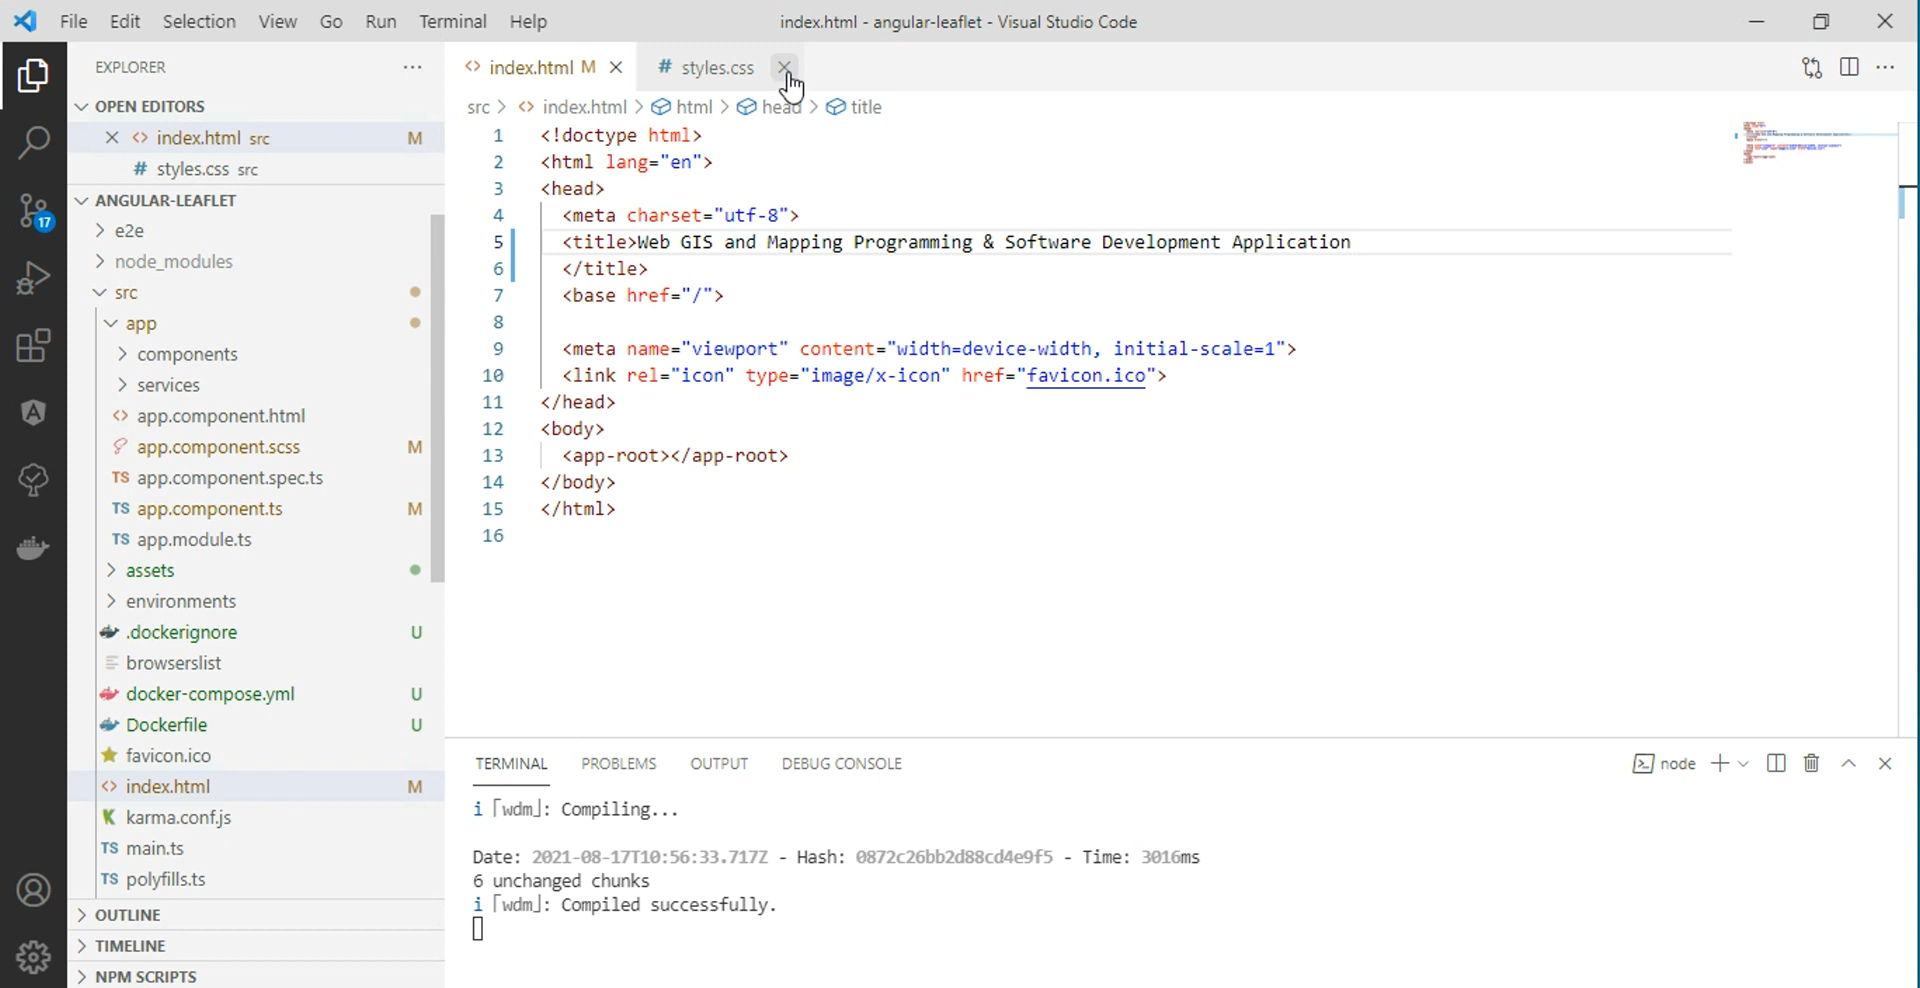 File Edit Selection View Go Run Terminal Help index.html - angular-leaflet - Visual Studio Code
EXPLORER
OPEN EDITORS
index.html src M
styles.css src
ANGULAR-LEAFLET
e2e
node_modules
src
app
components
services
app.component.html
app.component.scss M
app.component.spec.ts
app.component.ts M
app.module.ts
assets
environments
.dockerignore U
browserslist
docker-compose.yml U
Dockerfile U
favicon.ico
index.html M
karma.conf.js
main.ts
polyfills.ts
OUTLINE
TIMELINE
NPM SCRIPTS
17
index.html M styles.css
src > index.html > html > head > title
1 <!doctype html>
2 <html lang="en">
3 <head>
4 <meta charset="utf-8">
5 <title>Web GIS and Mapping Programming & Software Development Application
6 </title>
7 <base href="/">
8
9 <meta name="viewport" content="width=device-width, initial-scale=1">
10 <link rel="icon" type="image/x-icon" href="favicon.ico">
11 </head>
12 <body>
13 <app-root></app-root>
14 </body>
15 </html>
16
TERMINAL PROBLEMS OUTPUT DEBUG CONSOLE node
i ｢wdm｣: Compiling...
Date: 2021-08-17T10:56:33.717Z - Hash: 0872c26bb2d88cd4e9f5 - Time: 3016ms
6 unchanged chunks
i ｢wdm｣: Compiled successfully.